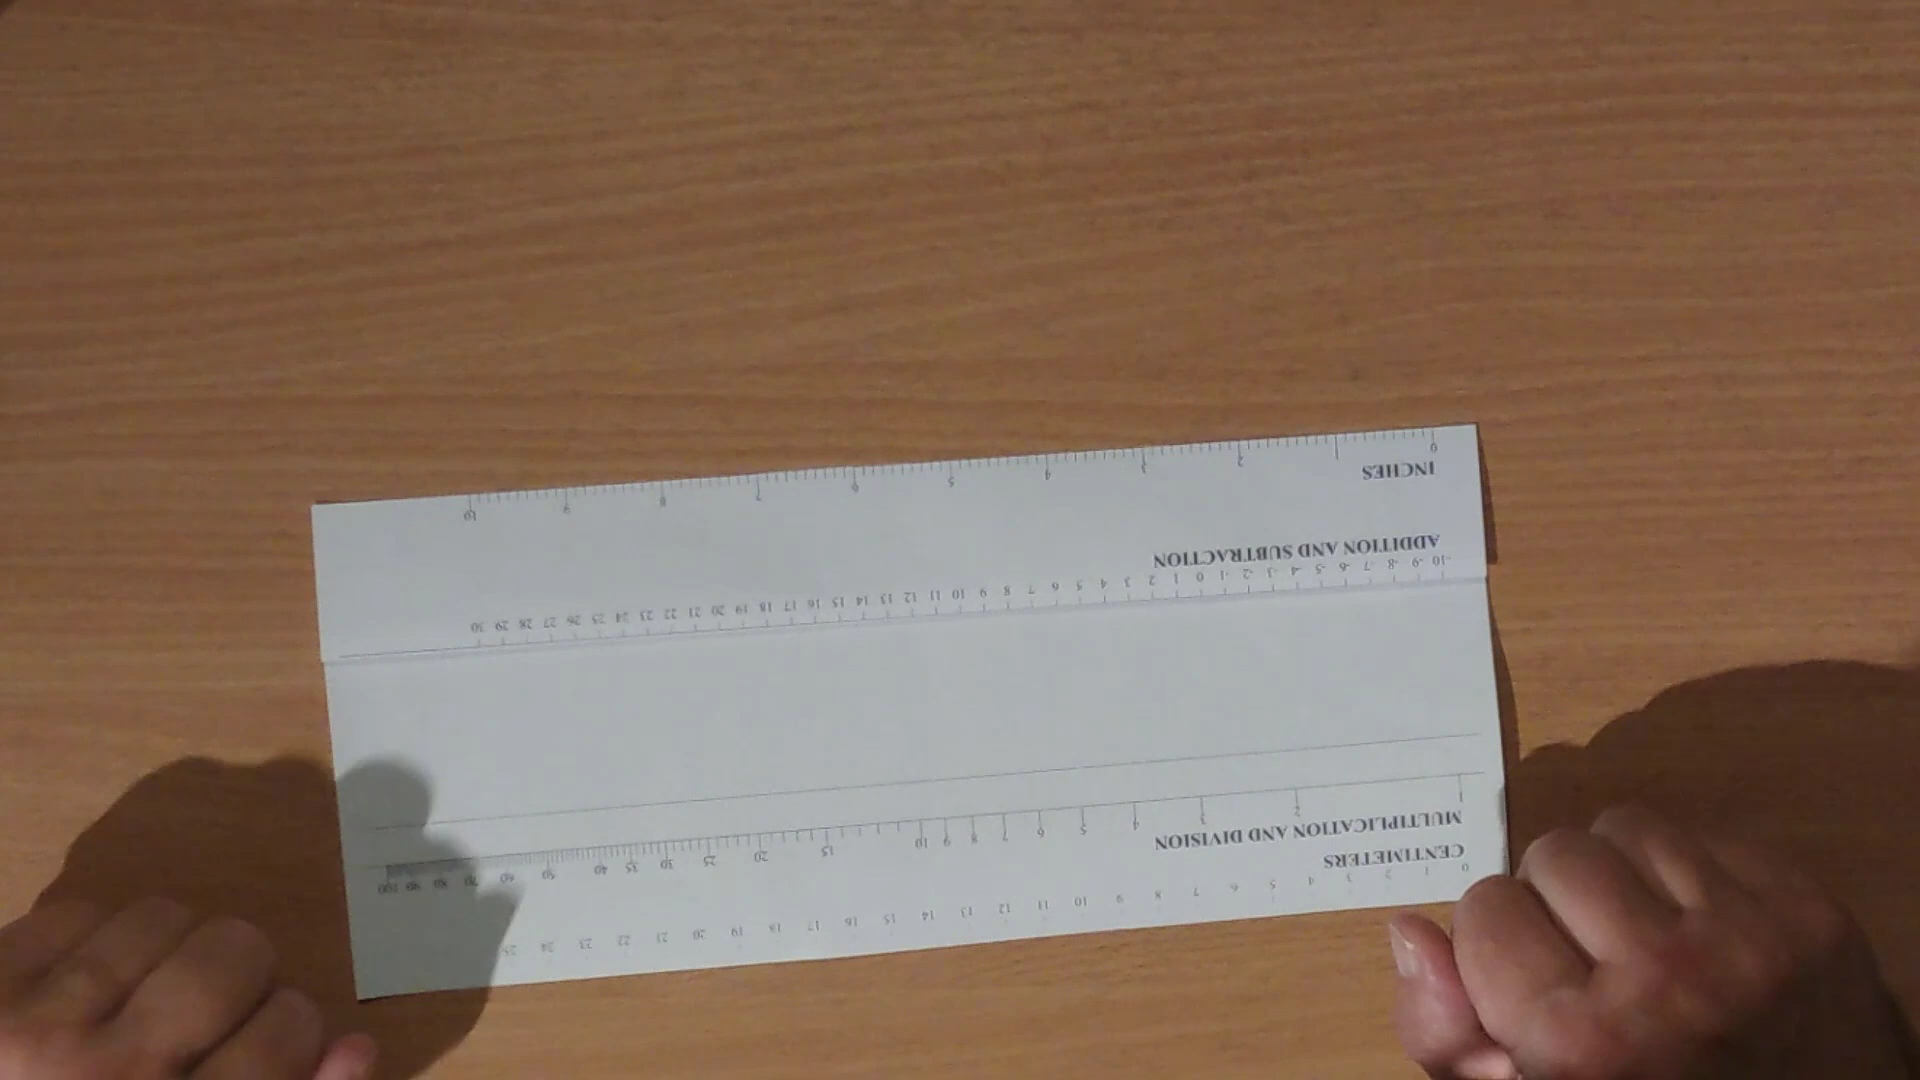 0 1 2 3 4 5 6 7 8 9 10 11 12 13 14 15 16 17 18 19 20 21 22 23 24 25
CENTIMETERS
MULTIPLICATION AND DIVISION
1 2 3 4 5 6 7 8 9 10 15 20 25 30 35 40 50 60 70 80 90 100
-10 -9 -8 -7 -6 -5 -4 -3 -2 -1 0 1 2 3 4 5 6 7 8 9 10 11 12 13 14 15 16 17 18 19 20 21 22 23 24 25 26 27 28 29 30
ADDITION AND SUBTRACTION
INCHES
0 2 3 4 5 6 7 8 9 10